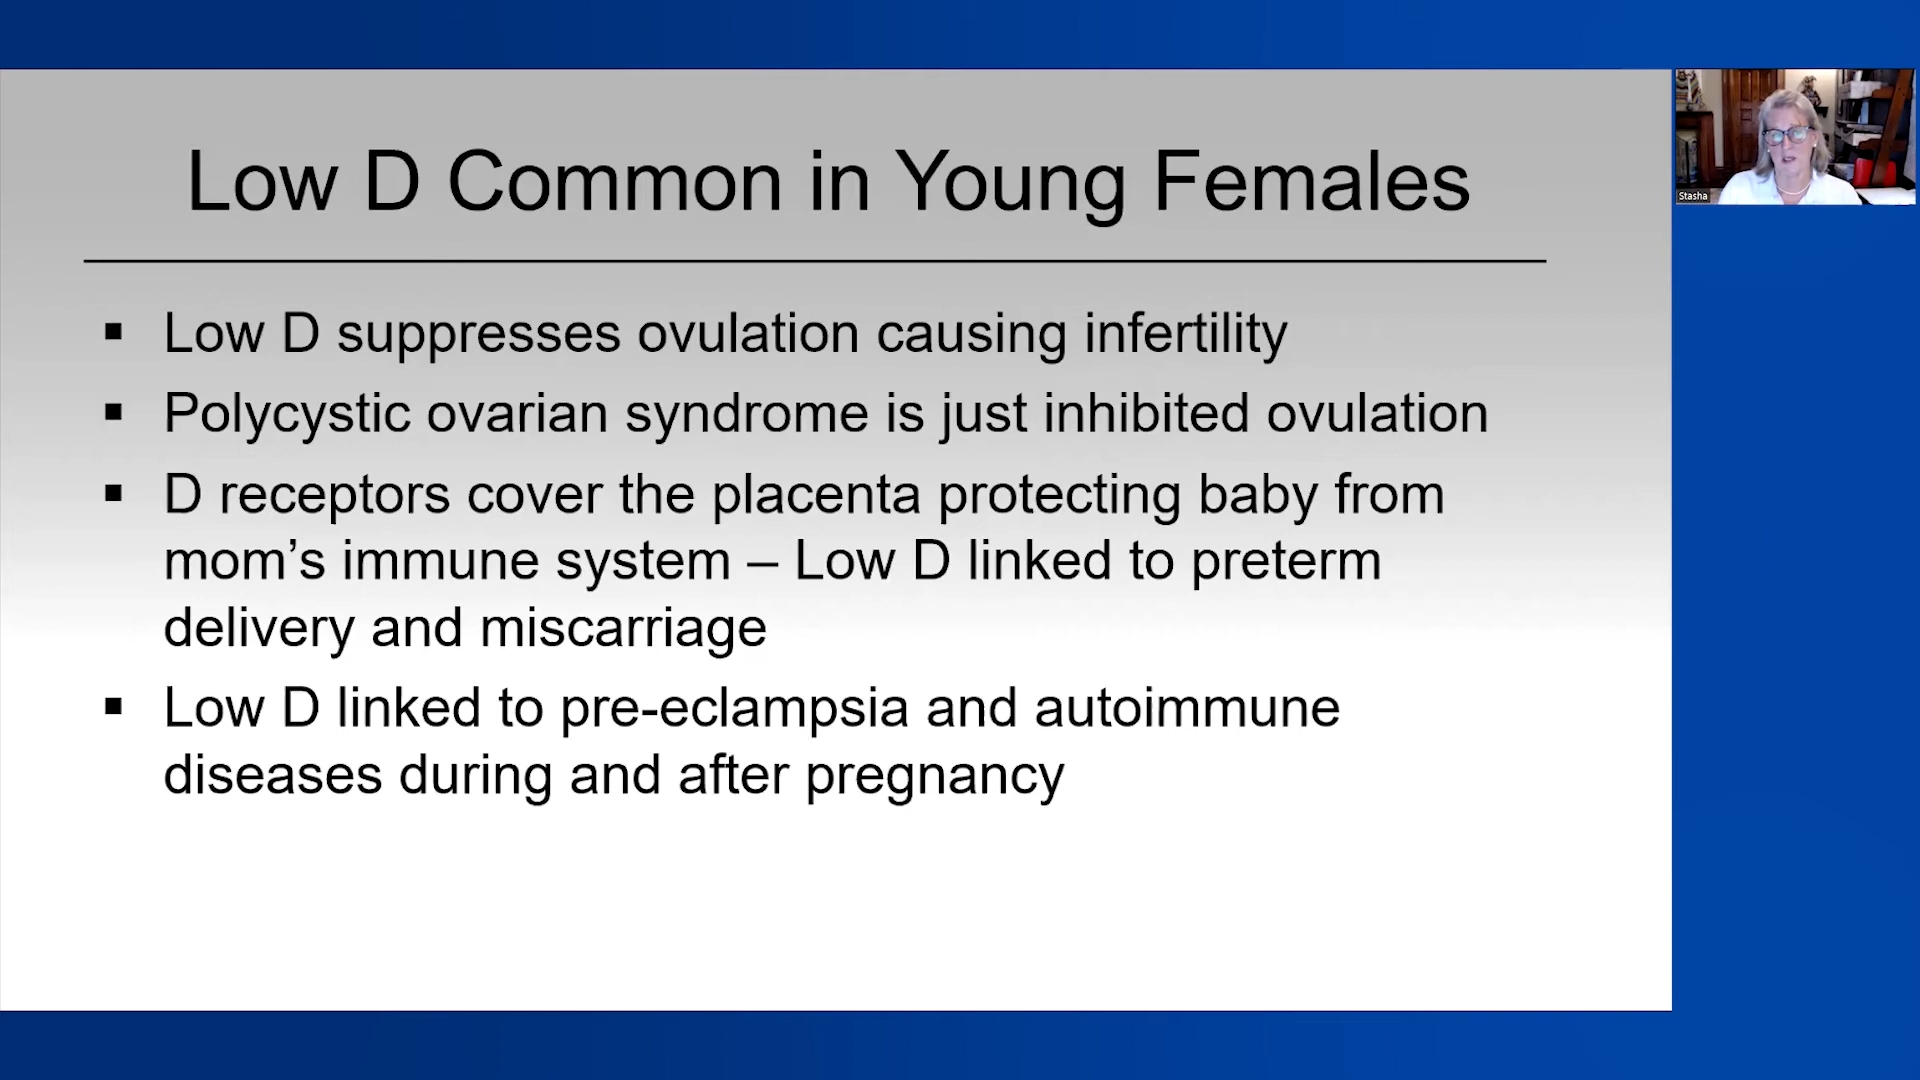 Low D Common in Young Females
Stasha
▪ Low D suppresses ovulation causing infertility
▪ Polycystic ovarian syndrome is just inhibited ovulation
▪ D receptors cover the placenta protecting baby from
mom’s immune system – Low D linked to preterm
delivery and miscarriage
▪ Low D linked to pre-eclampsia and autoimmune
diseases during and after pregnancy